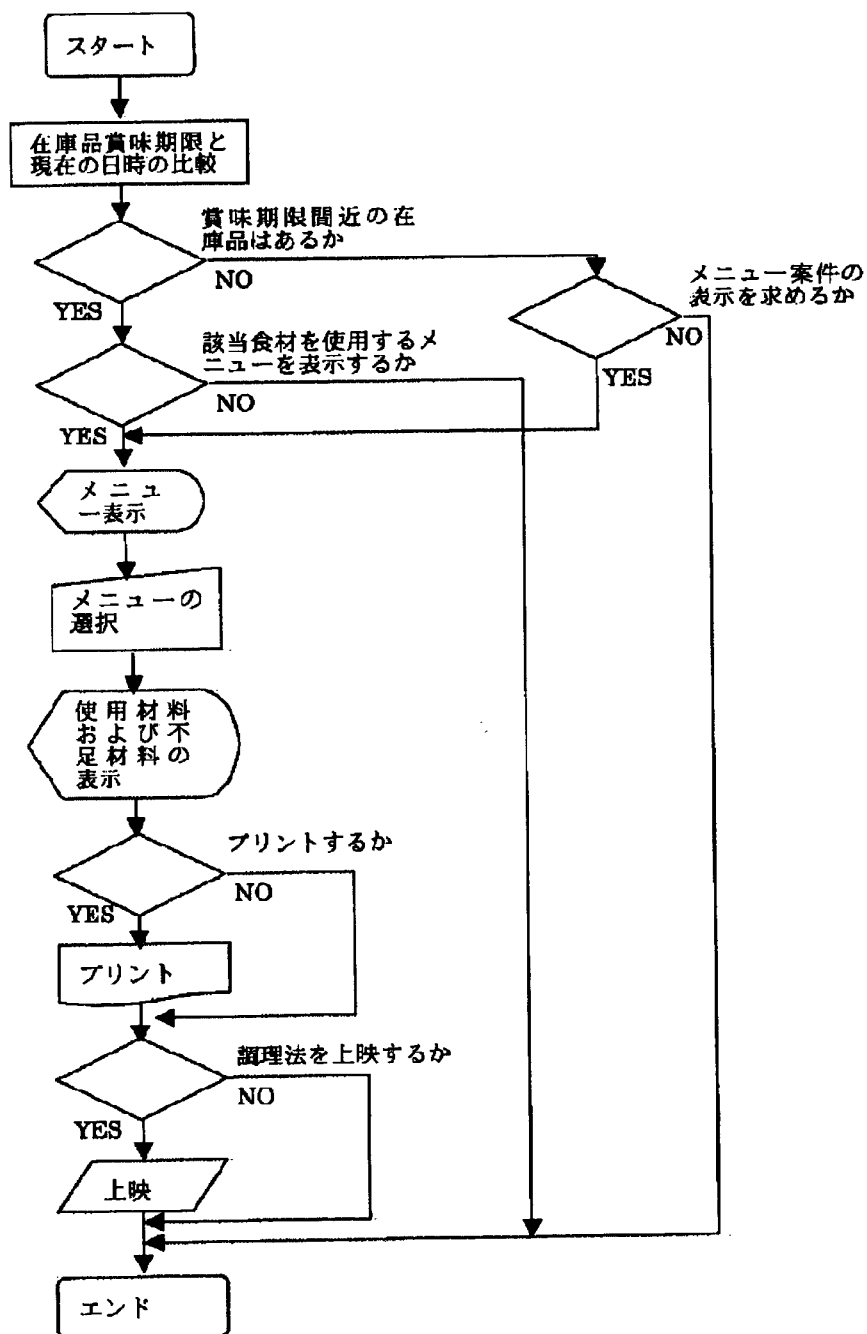 スタート
在庫品賞味期限と
現在の日時の比較
賞味期限間近の在
庫品はあるか
NO
YES
メニュー案件の
表示を求めるか
NO
YES
該当食材を使用するメ
ニューを表示するか
NO
YES
メニュ
ー表示
メニューの
選択
使用材料
および不
足材料の
表示
プリントするか
NO
YES
プリント
調理法を上映するか
NO
YES
上映
エンド